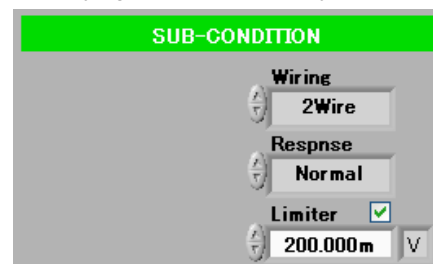 SUB-CONDITION
Wiring
2Wire
Respnse
Normal
Limiter
200.000m V